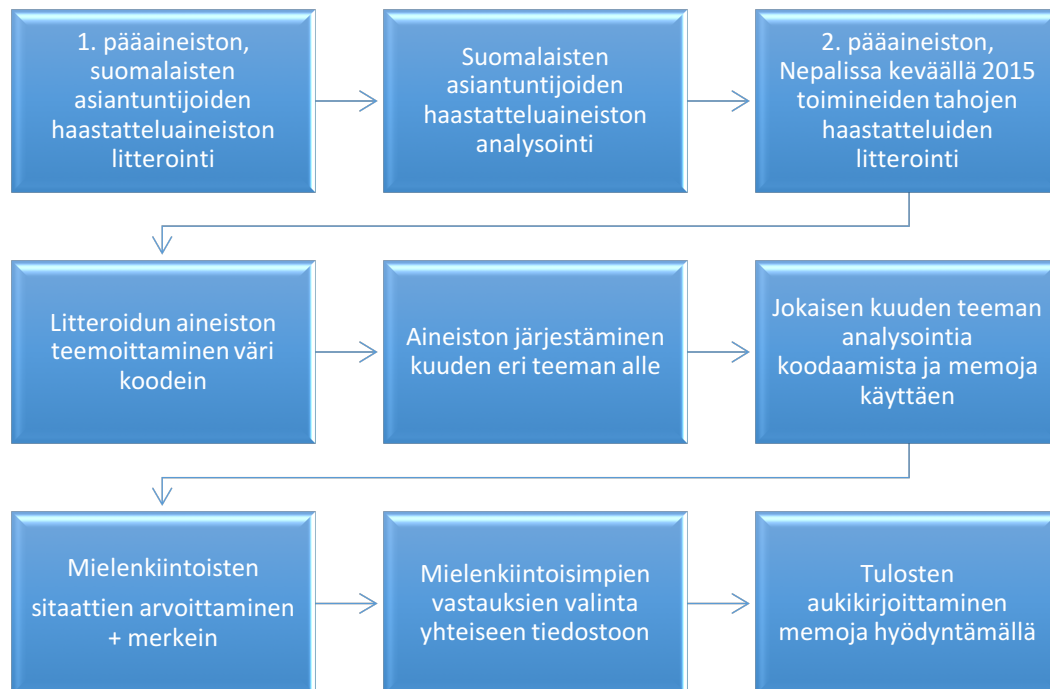 1. pääaineiston,
suomalaisten
asiantuntijoiden
haastatteluaineiston
litterointi
Suomalaisten
asiantuntijoiden
haastatteluaineiston
analysointi
2. pääaineiston,
Nepalissa keväällä 2015
toimineiden tahojen
haastatteluiden
litterointi
Litteroidun aineiston
teemoittaminen väri
koodein
Aineiston järjestäminen
kuuden eri teeman alle
Jokaisen kuuden teeman
analysointia
koodaamista ja memoja
käyttäen
Mielenkiintoisten
sitaattien arvoittaminen
+ merkein
Mielenkiintoisimpien
vastauksien valinta
yhteiseen tiedostoon
Tulosten
aukikirjoittaminen
memoja hyödyntämällä